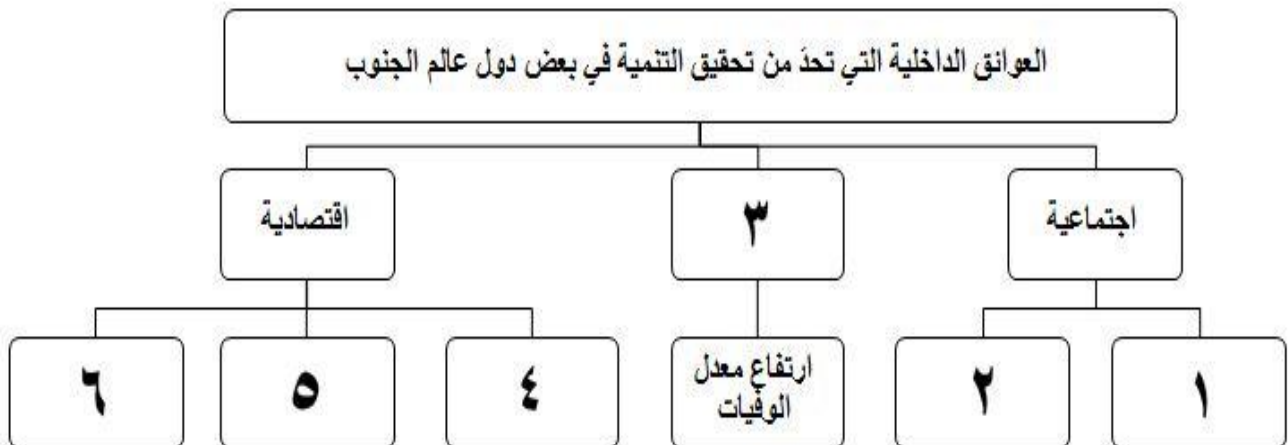 العوائق الداخلية التي تحدّ من تحقيق التنمية في بعض دول عالم الجنوب
اجتماعية
٣
اقتصادية
١
٢
ارتفاع معدل
الوفيات
٤
٥
٦